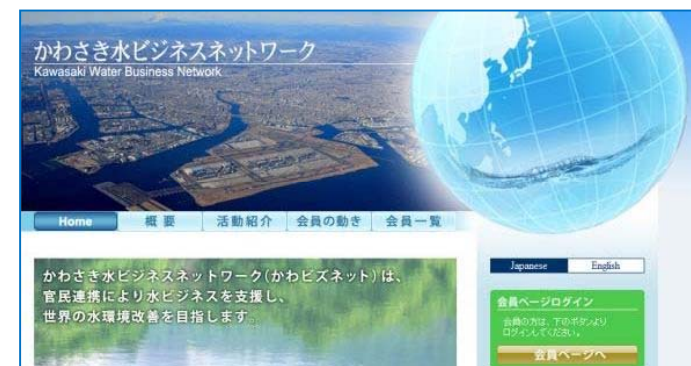 かわさき水ビジネスネットワーク
Kawasaki Water Business Network
Home 概要 活動紹介 会員の動き 会員一覧
かわさき水ビジネスネットワーク(かわビズネット)は、
官民連携により水ビジネスを支援し、
世界の水環境改善を目指します。
Japanese English
会員ページログイン
会員の方は、下のボタンより
ログインしてください。
会員ページへ